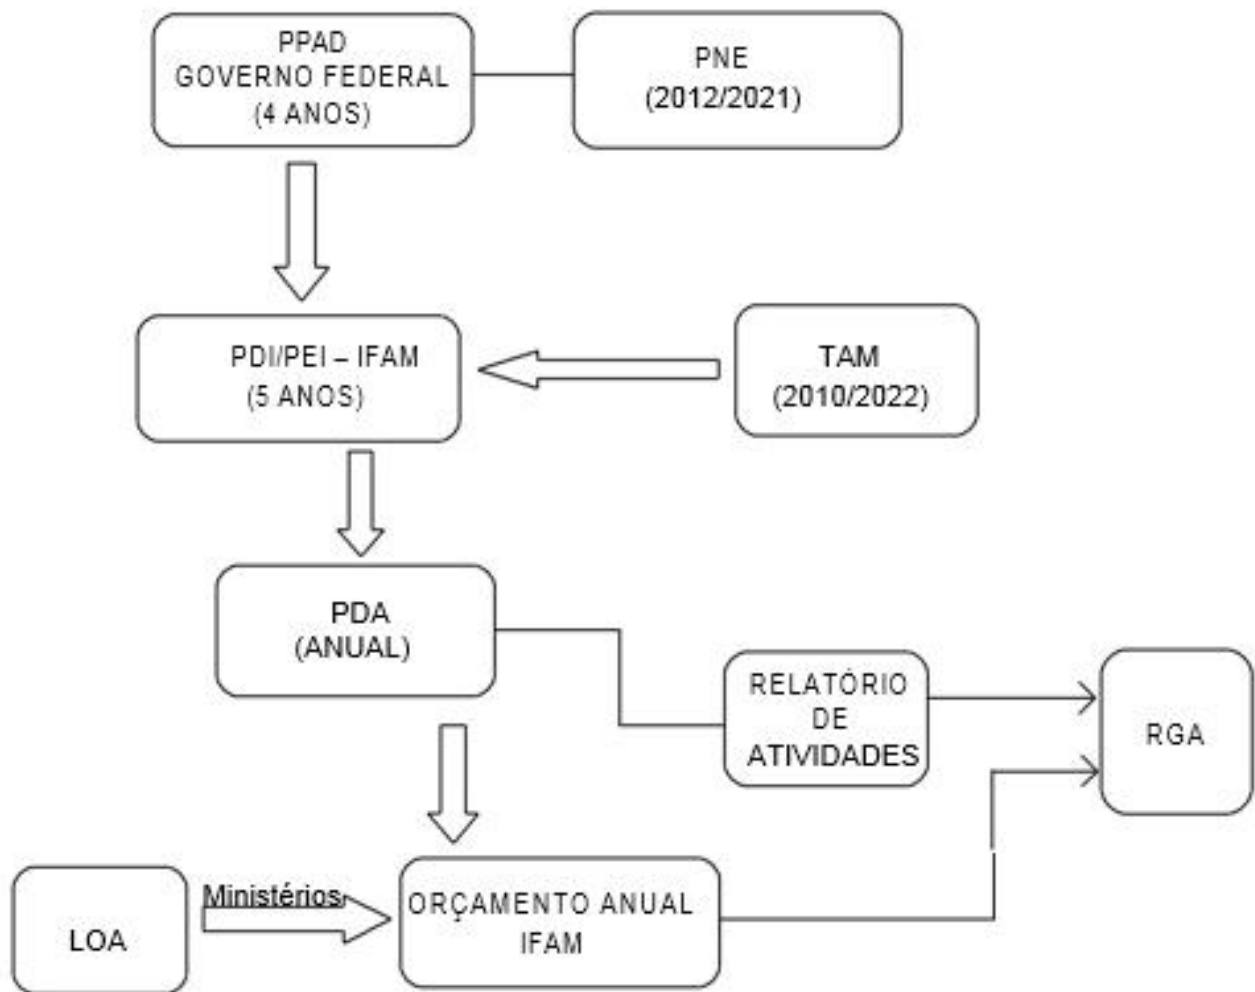 PPAD
GOVERNO FEDERAL
(4 ANOS)
PNE
(2012/2021)
PDI/PEI – IFAM
(5 ANOS)
TAM
(2010/2022)
PDA
(ANUAL)
RELATÓRIO
DE
ATIVIDADES
RGA
LOA
Ministérios
ORÇAMENTO ANUAL
IFAM